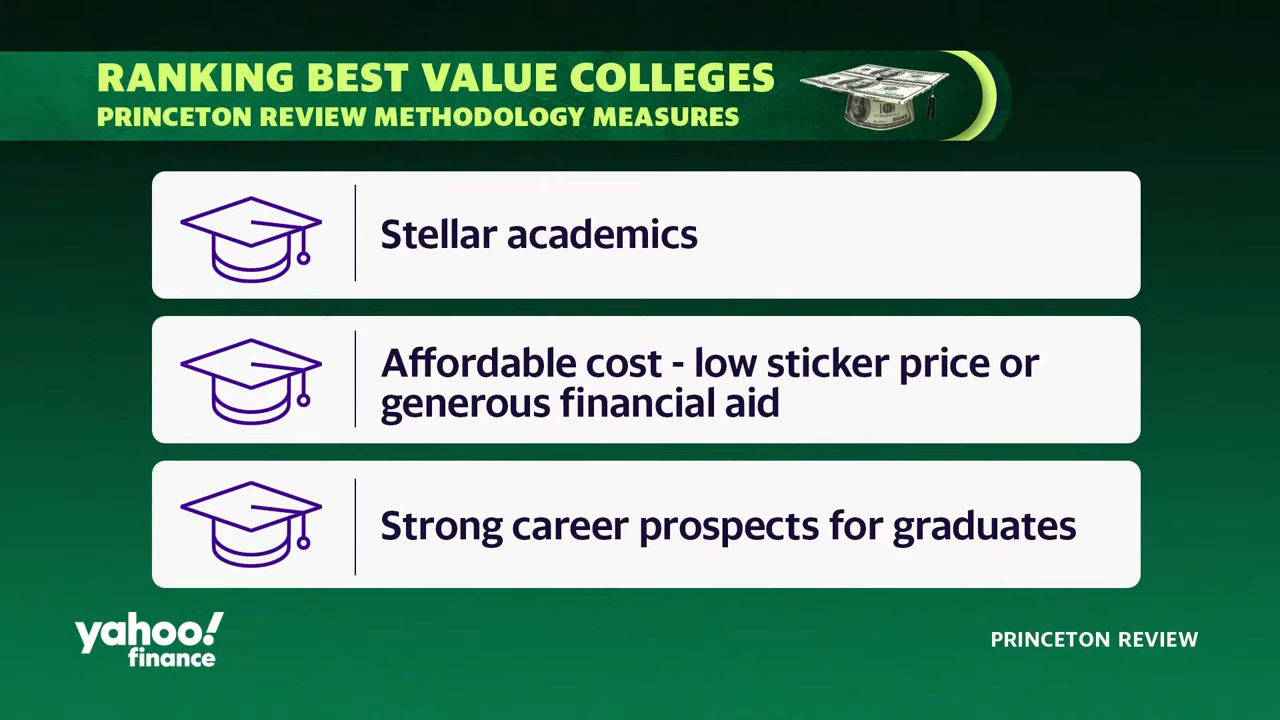 RANKING BEST VALUE COLLEGES
PRINCETON REVIEW METHODOLOGY MEASURES
Stellar academics
Affordable cost - low sticker price or
generous financial aid
Strong career prospects for graduates
yahoo!
finance
PRINCETON REVIEW